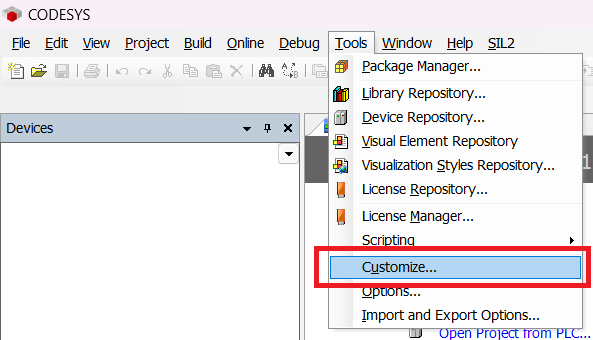 CODESYS
File Edit View Project Build Online Debug Tools Window Help SIL2
Devices
Package Manager...
Library Repository...
Device Repository...
Visual Element Repository
Visualization Styles Repository...
License Repository...
License Manager...
Scripting
Customize...
Options...
Import and Export Options...
Open Project from PLC...